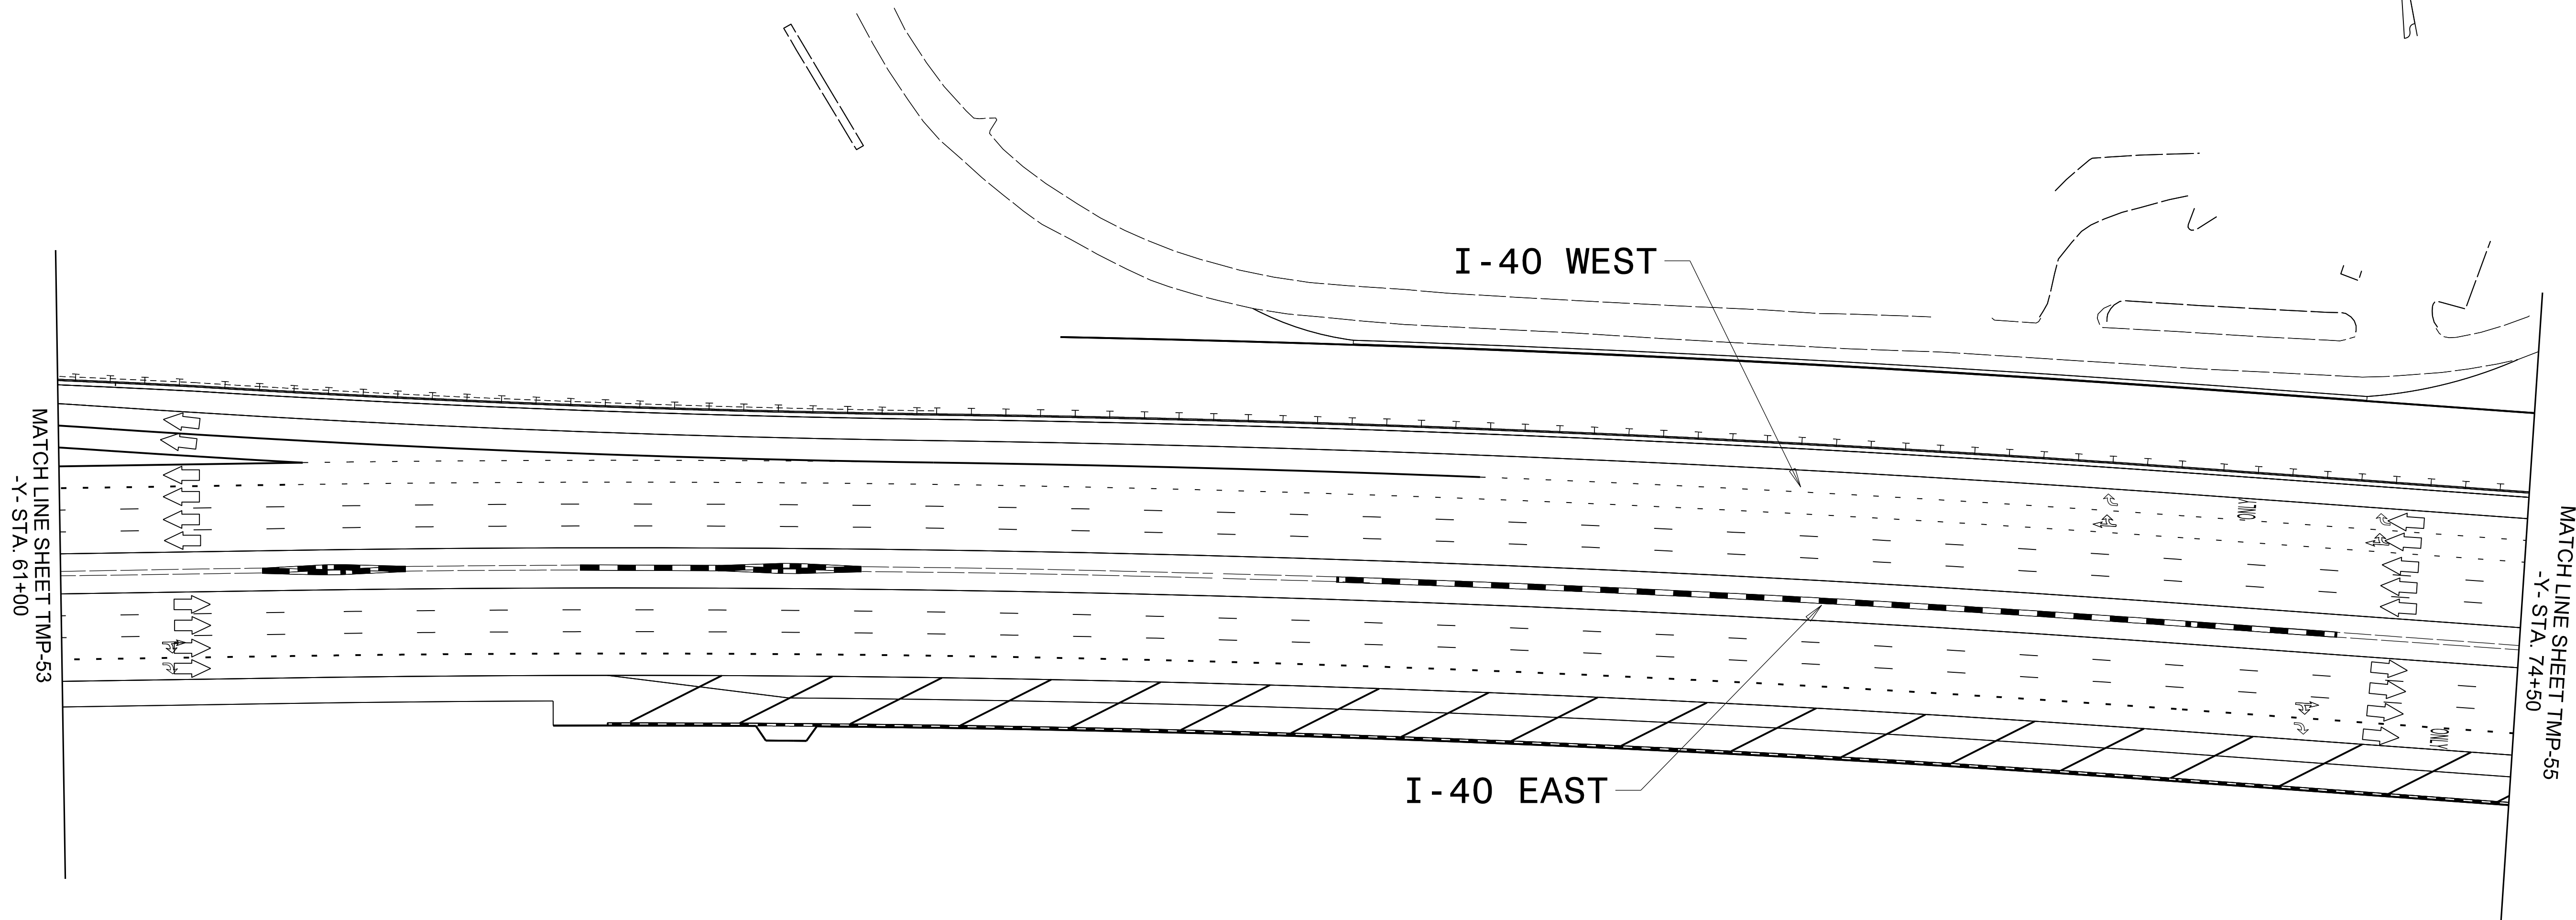 I-40 WEST
MATCH LINE SHEET TMP-53
-Y- STA. 61+00
ONLY
MATCH LINE SHEET TMP-55
-Y- STA. 74+50
ONLY
I-40 EAST